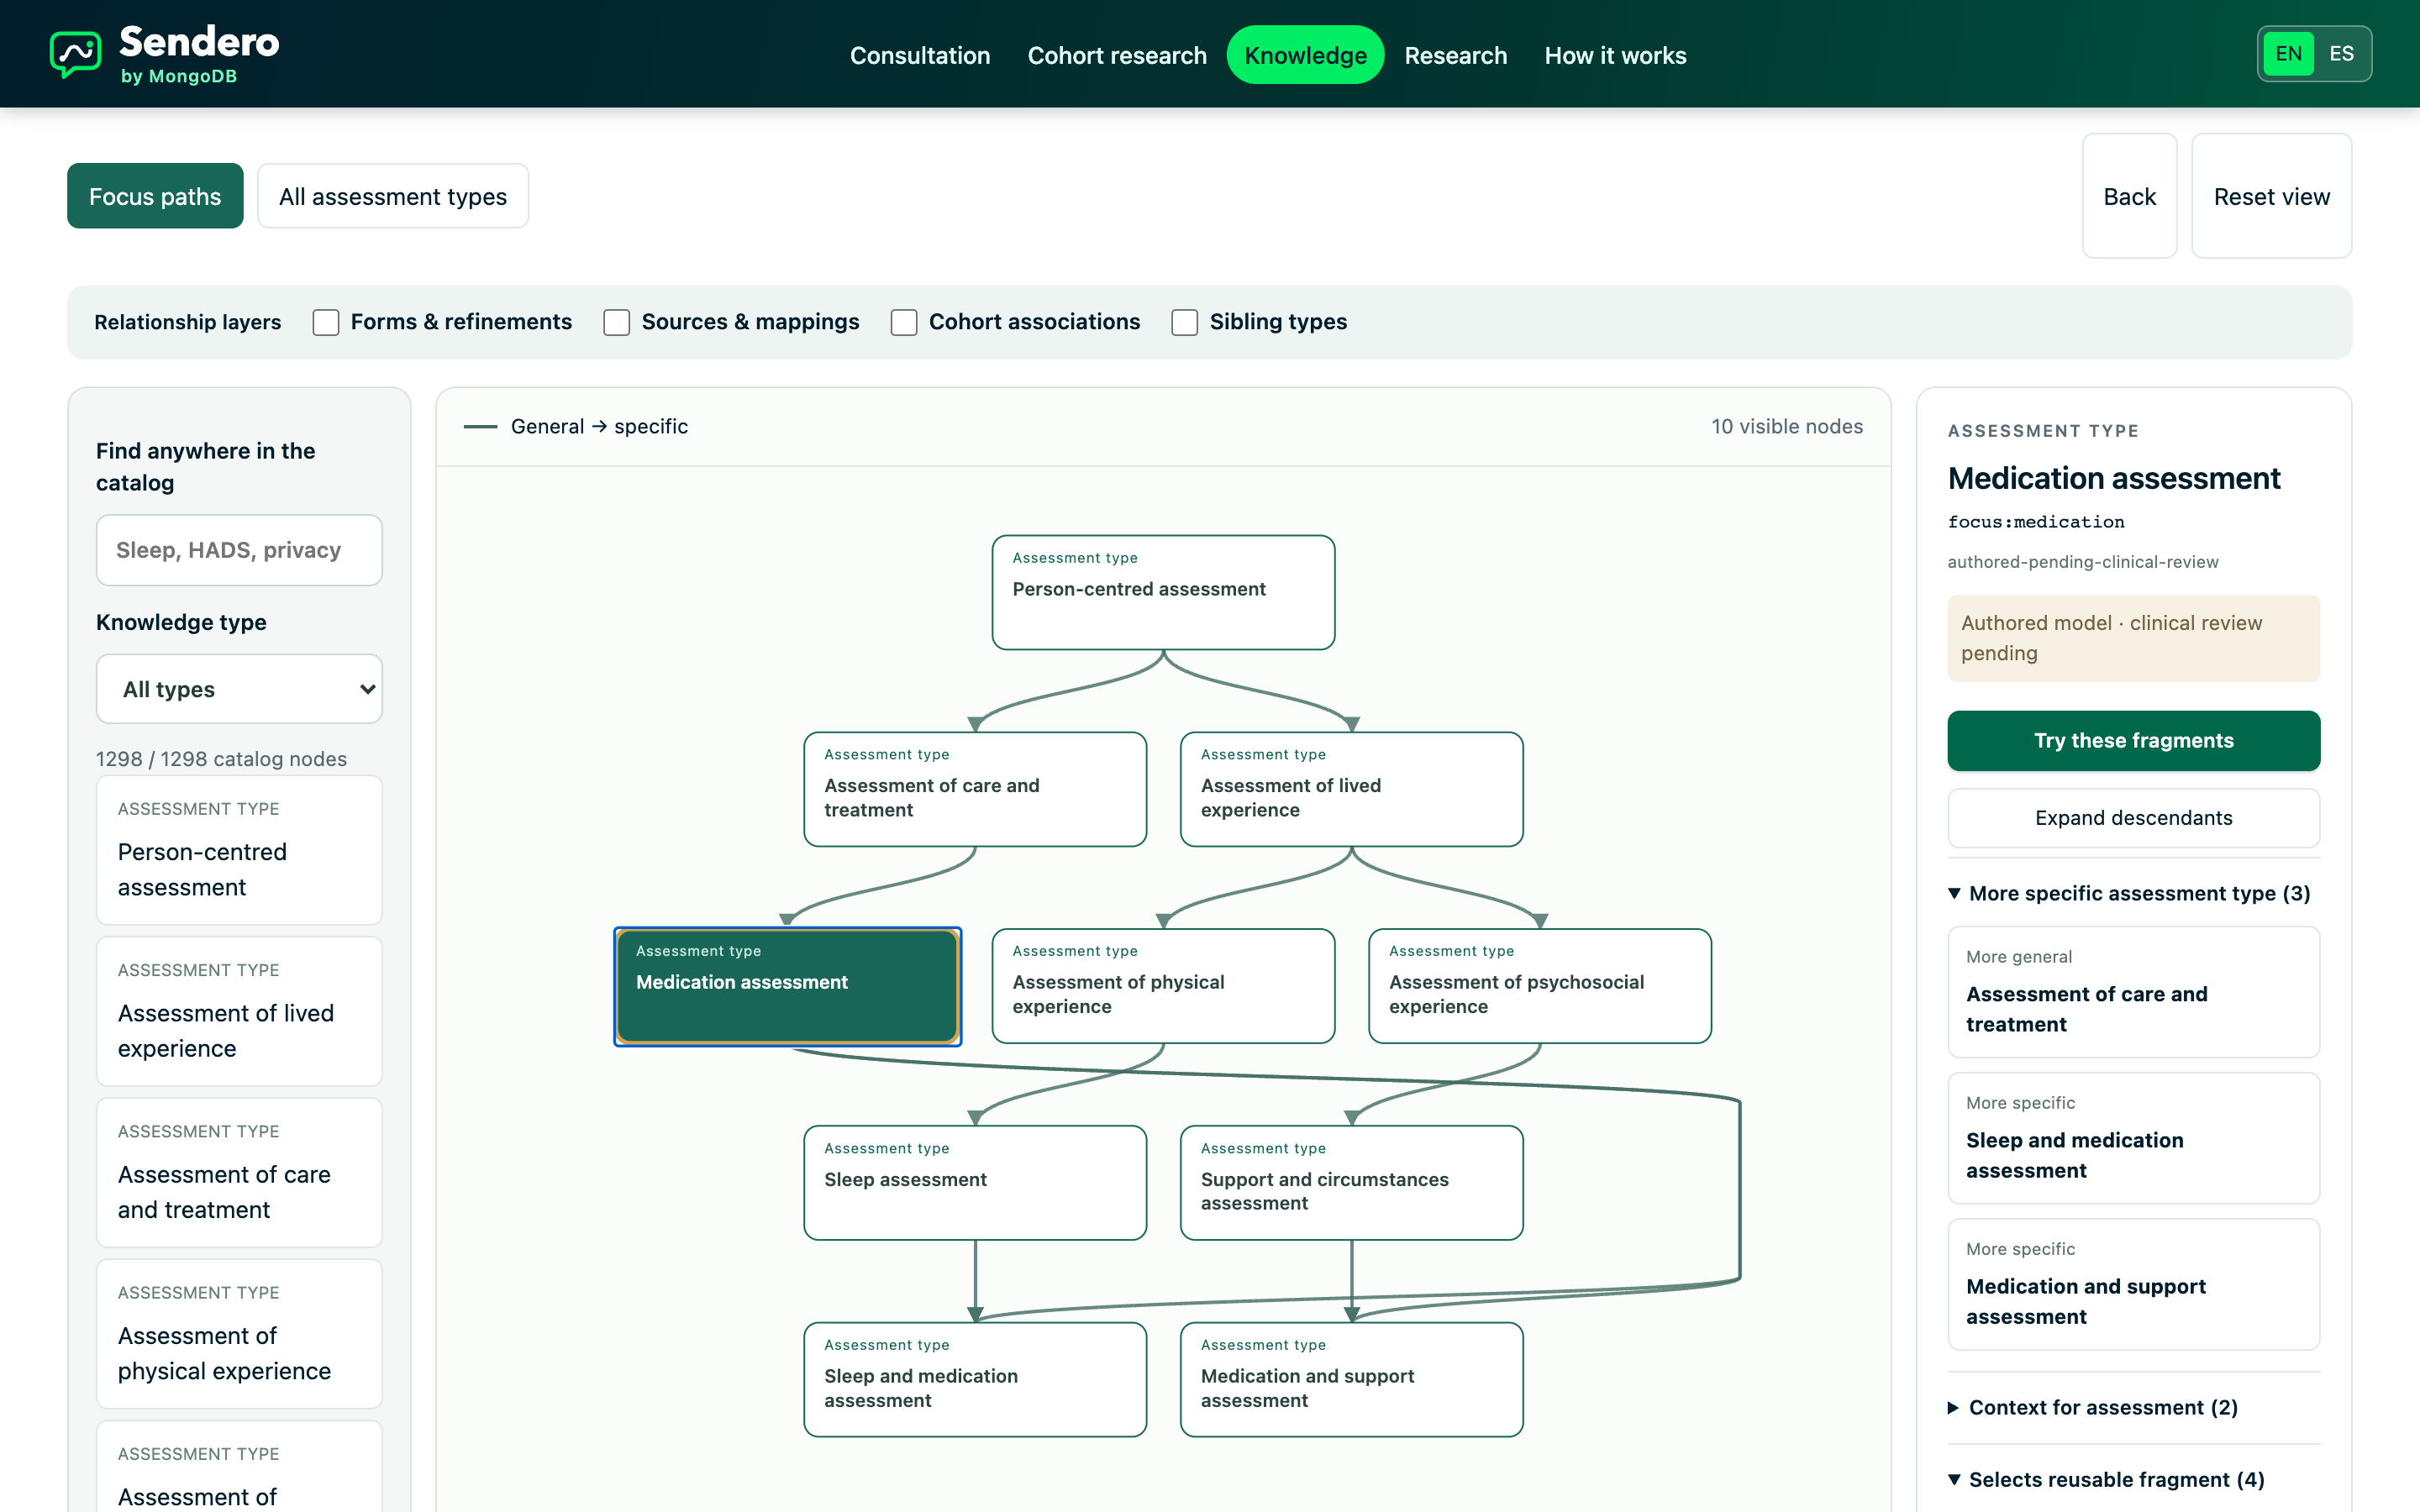 Sendero
by MongoDB
Consultation
Cohort research
Knowledge
Research
How it works
EN
ES
Focus paths
All assessment types
Back
Reset view
Relationship layers
Forms & refinements
Sources & mappings
Cohort associations
Sibling types
Find anywhere in the
catalog
Sleep, HADS, privacy
Knowledge type
All types
1298 / 1298 catalog nodes
ASSESSMENT TYPE
Person-centred
assessment
ASSESSMENT TYPE
Assessment of lived
experience
ASSESSMENT TYPE
Assessment of care
and treatment
ASSESSMENT TYPE
Assessment of
physical experience
ASSESSMENT TYPE
Assessment of
General → specific
10 visible nodes
Assessment type
Person-centred assessment
Assessment type
Assessment of care and
treatment
Assessment type
Assessment of lived
experience
Assessment type
Medication assessment
Assessment type
Assessment of physical
experience
Assessment type
Assessment of psychosocial
experience
Assessment type
Sleep assessment
Assessment type
Support and circumstances
assessment
Assessment type
Sleep and medication
assessment
Assessment type
Medication and support
assessment
ASSESSMENT TYPE
Medication assessment
focus:medication
authored-pending-clinical-review
Authored model · clinical review
pending
Try these fragments
Expand descendants
▼ More specific assessment type (3)
More general
Assessment of care and
treatment
More specific
Sleep and medication
assessment
More specific
Medication and support
assessment
▶ Context for assessment (2)
▼ Selects reusable fragment (4)